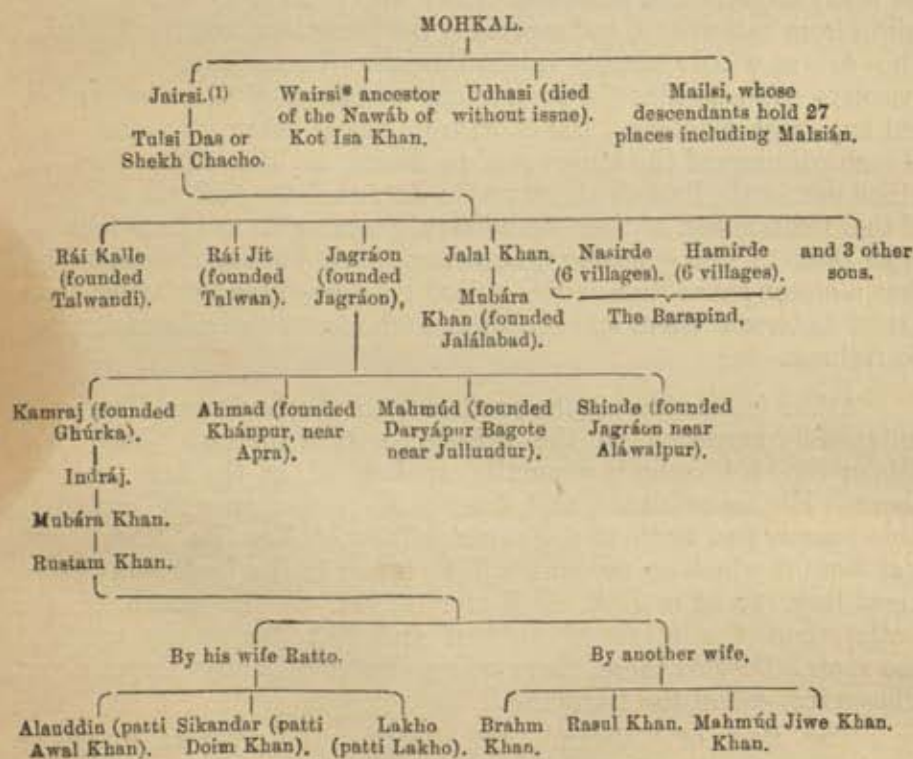 MOHKAL.
Jairsi.(1) Wairsi* ancestor Udhasi (died Mailsi, whose
of the Nawáb of without issue). descendants hold 27
Tulsi Das or Kot Isa Khan. places including Malsián.
Shekh Chacho.
Rái Kalle Rái Jít Jagráon Jalal Khan. Nasirde Hamirde and 3 other
(founded (founded (founded (6 villages). (6 villages). sons.
Talwandi). Talwan). Jagráon), Mubára The Barapind.
Khan (founded
Jalálabad).
Kamraj (founded Ahmad (founded Mahmúd (founded Shinde (founded
Ghúrka). Khánpur, near Daryápur Bagote Jagráon near
Apra). near Jullundur). Aláwalpur).
Indráj.
Mubára Khan.
Rustam Khan.
By his wife Ratto. By another wife.
Alauddin (patti Sikandar (patti Lakho Brahm Rasul Khan. Mahmúd Jiwe Khan.
Awal Khan). Doim Khan). (patti Lakho). Khan. Khan.